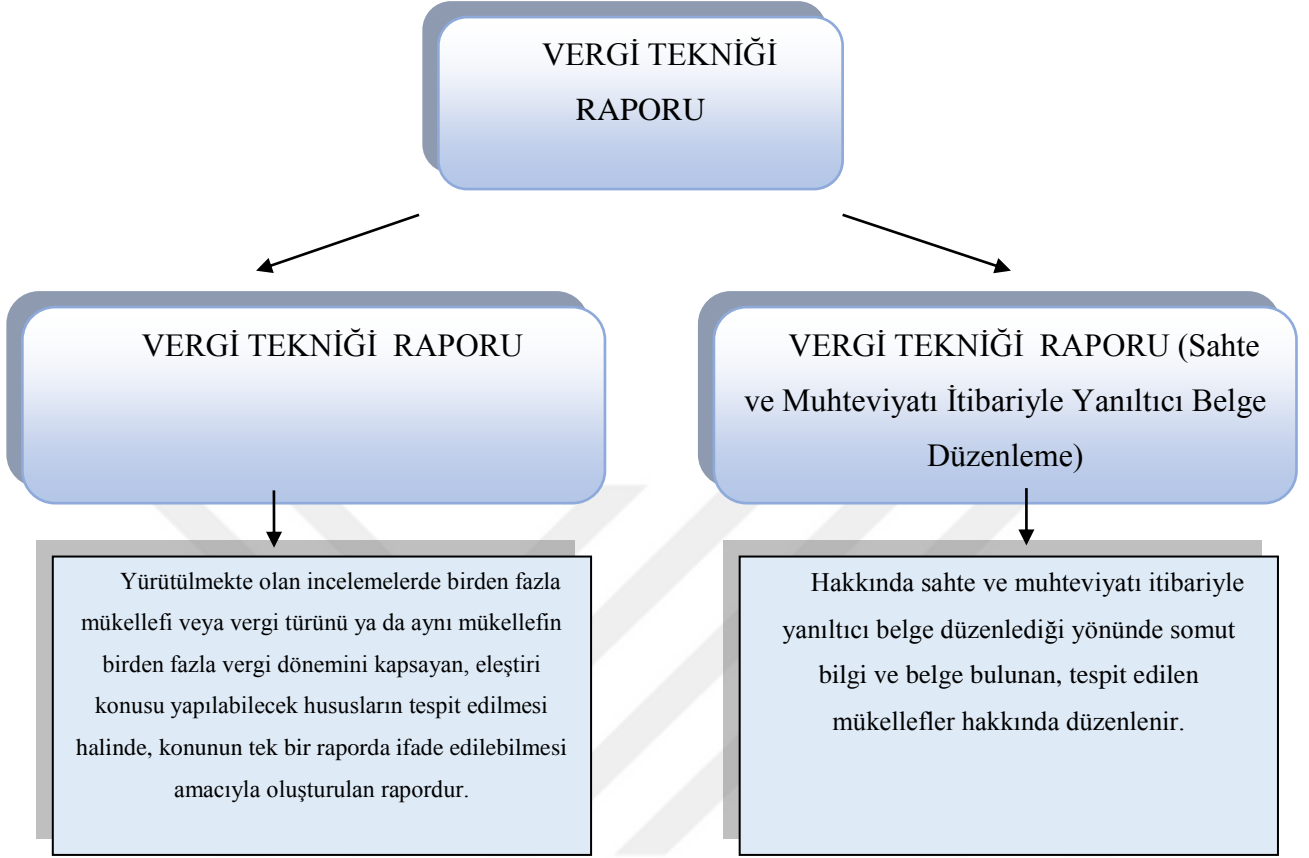 VERGİ TEKNİĞİ
RAPORU
VERGİ TEKNİĞİ RAPORU
VERGİ TEKNİĞİ RAPORU (Sahte
ve Muhteviyatı İtibariyle Yanıltıcı Belge
Düzenleme)
Yürütülmekte olan incelemelerde birden fazla
mükellefi veya vergi türünü ya da aynı mükellefin
birden fazla vergi dönemini kapsayan, eleştiri
konusu yapılabilecek hususların tespit edilmesi
halinde, konunun tek bir raporda ifade edilebilmesi
amacıyla oluşturulan rapordur.
Hakkında sahte ve muhteviyatı itibariyle
yanıltıcı belge düzenlediği yönünde somut
bilgi ve belge bulunan, tespit edilen
mükellefler hakkında düzenlenir.